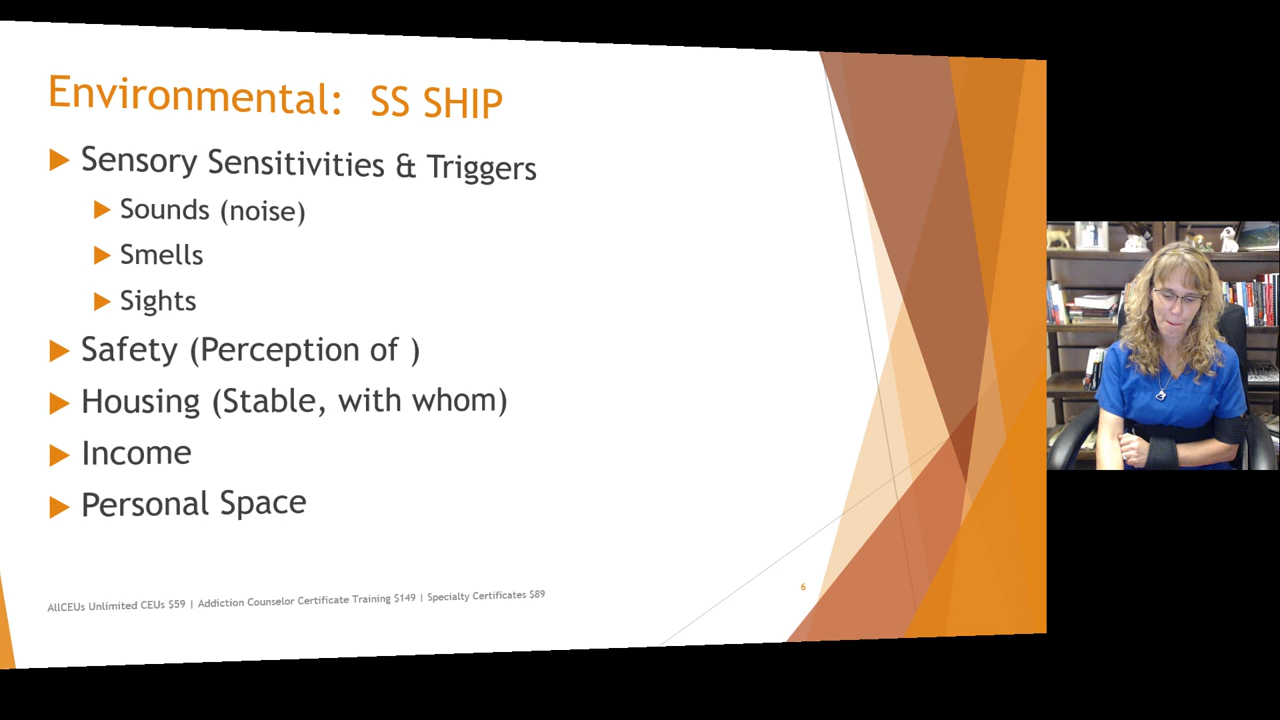 Environmental: SS SHIP
Sensory Sensitivities & Triggers
Sounds (noise)
Smells
Sights
Safety (Perception of )
Housing (Stable, with whom)
Income
Personal Space
AllCEUs Unlimited CEUs $59 | Addiction Counselor Certificate Training $149 | Specialty Certificates $89
6